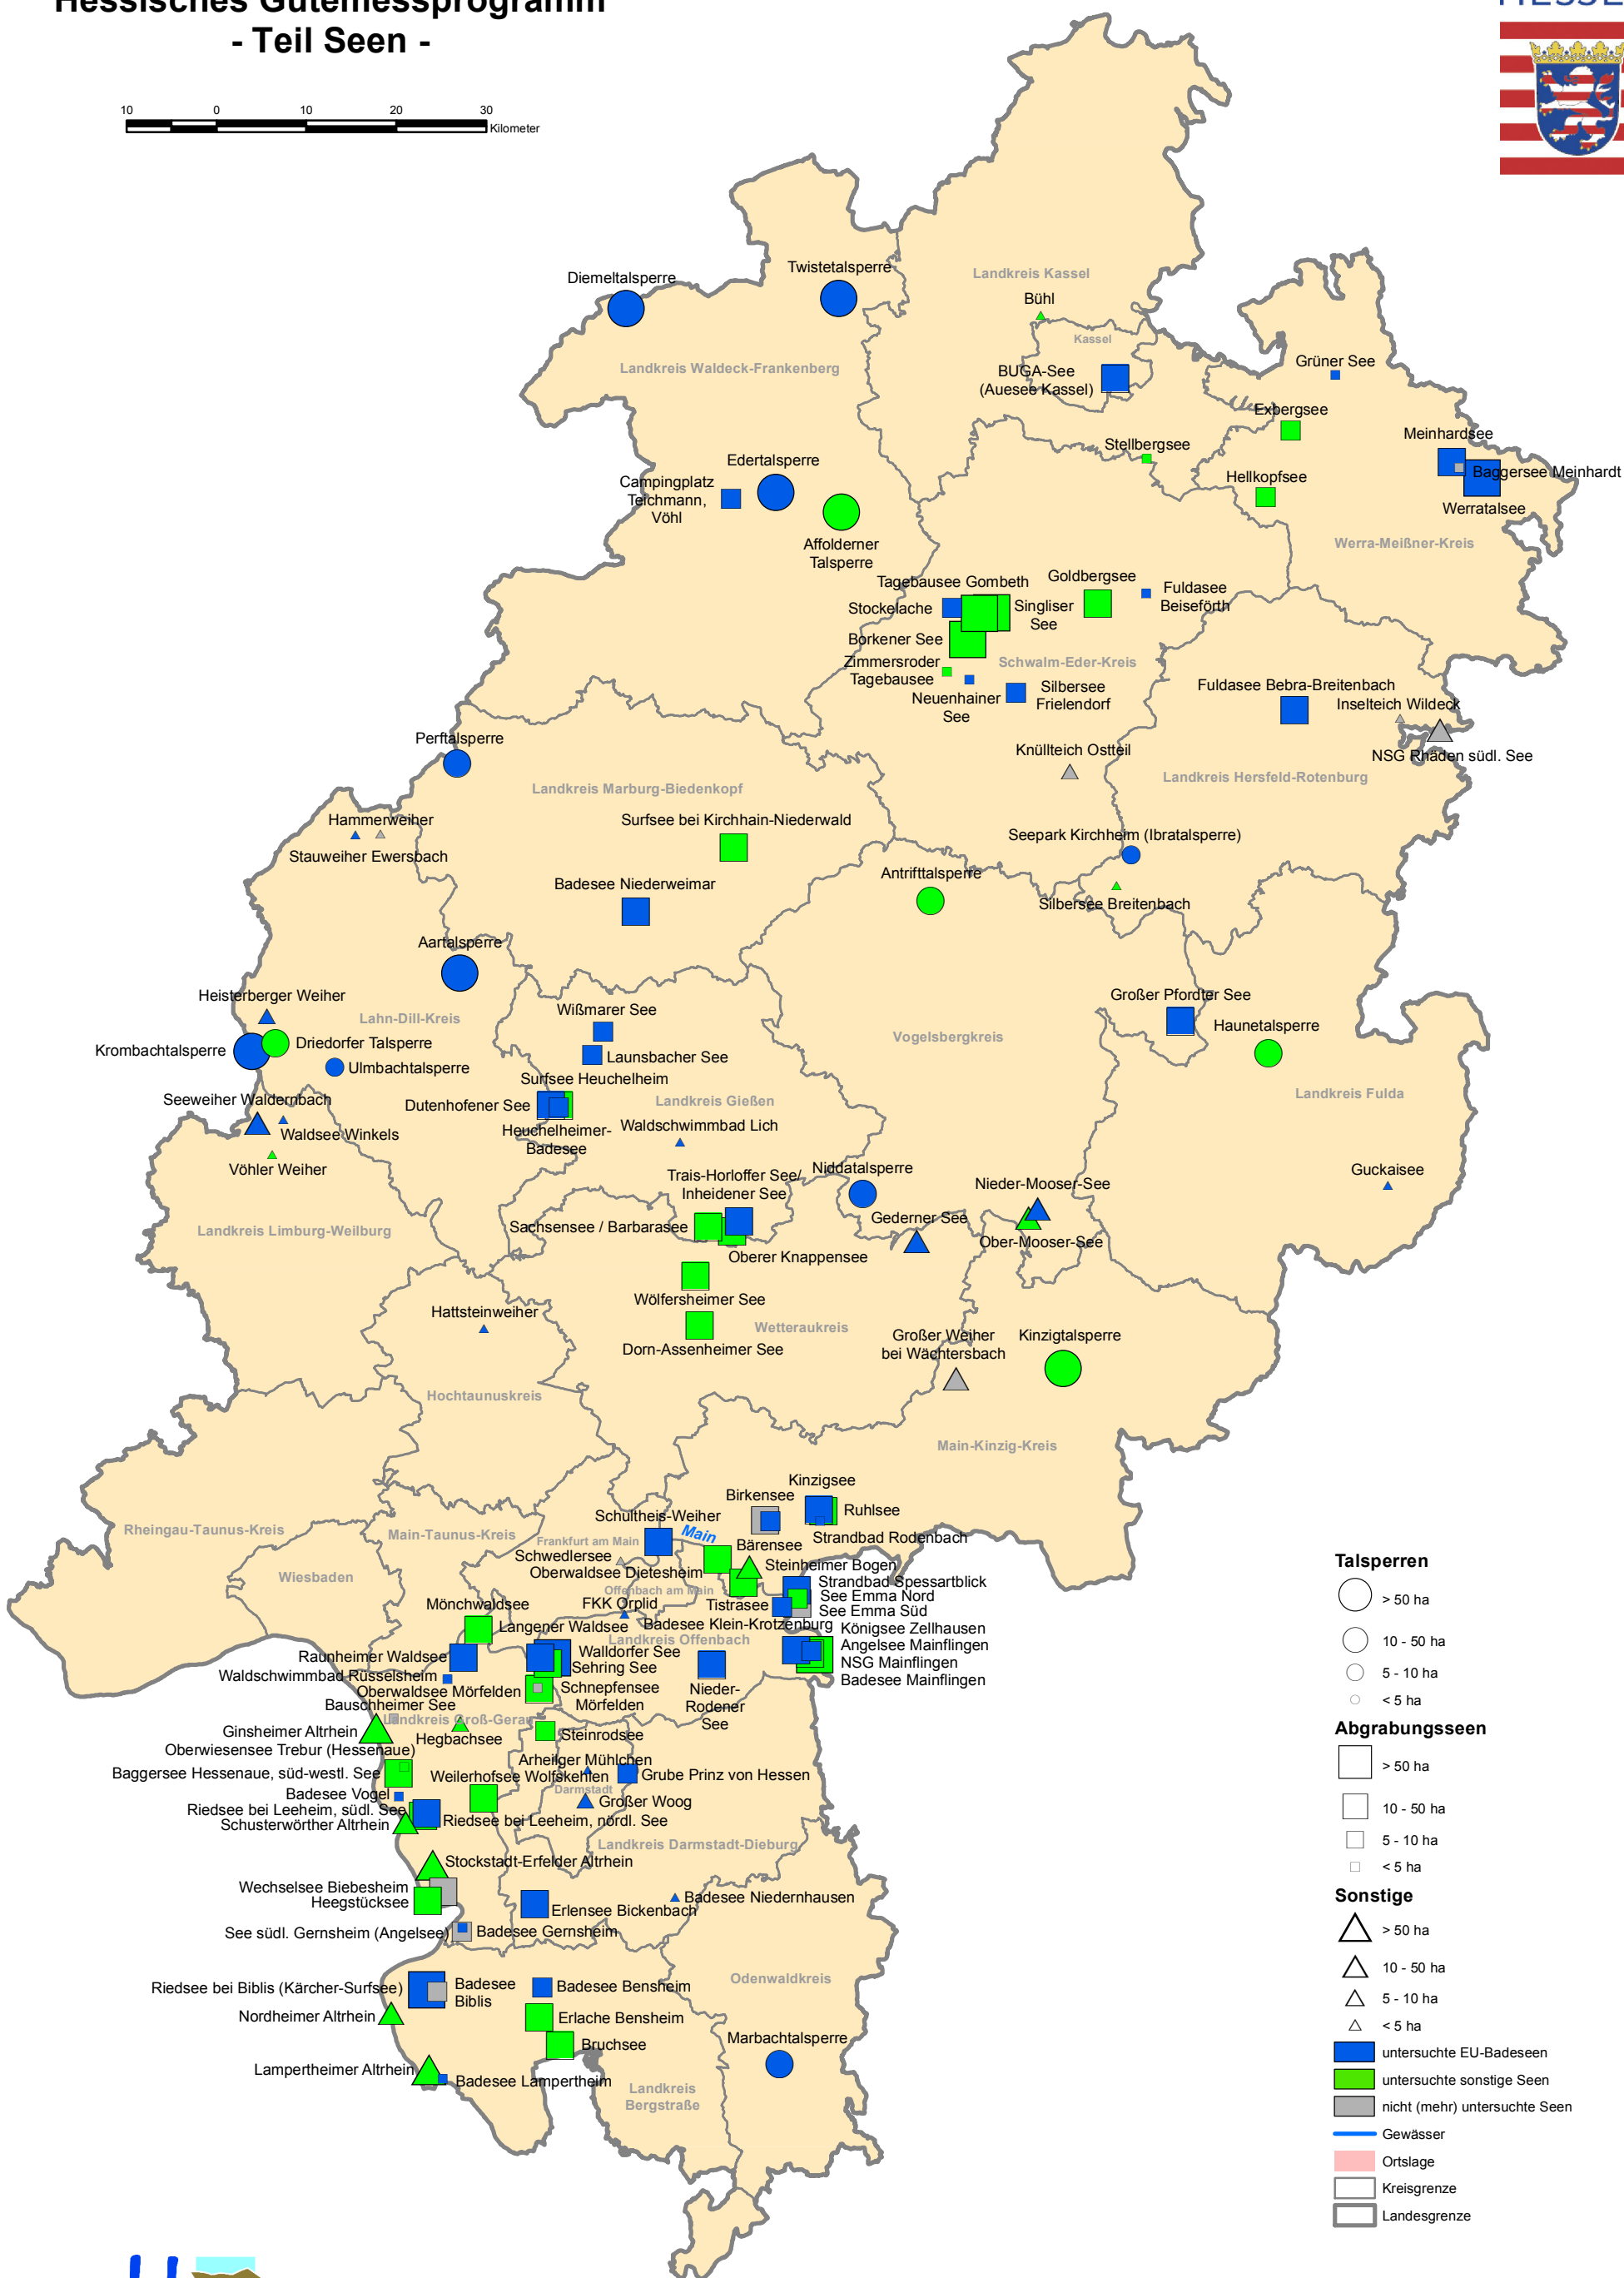 Hessisches Gütemessprogramm
- Teil Seen -
HESSE
10 0 10 20 30
Kilometer
Diemeltalsperre
Twistetalsperre
Landkreis Kassel
Bühl
Kassel
Landkreis Waldeck-Frankenberg
BUGA-See
(Auesee Kassel)
Grüner See
Exbergsee
Meinhardsee
Stellbergsee
Edertalsperre
Baggersee Meinhardt
Campingplatz
Teichmann,
Vöhl
Hellkopfsee
Werratalsee
Affolderner
Talsperre
Werra-Meißner-Kreis
Tagebausee Gombeth
Goldbergsee
Fuldasee
Beiseförth
Stockelache
Singliser
See
Borkener See
Zimmersroder
Tagebausee
Schwalm-Eder-Kreis
Neuenhainer
See
Silbersee
Frielendorf
Fuldasee Bebra-Breitenbach
Inselteich Wildeck
Perftalsperre
Knüllteich Ostteil
NSG Rhäden südl. See
Landkreis Hersfeld-Rotenburg
Landkreis Marburg-Biedenkopf
Hammerweiher
Surfsee bei Kirchhain-Niederwald
Seepark Kirchheim (Ibratalsperre)
Stauweiher Ewersbach
Antrifttalsperre
Badesee Niederweimar
Silbersee Breitenbach
Aartalsperre
Heisterberger Weiher
Großer Pfordter See
Wißmarer See
Lahn-Dill-Kreis
Haunetalsperre
Vogelsbergkreis
Driedorfer Talsperre
Krombachtalsperre
Launsbacher See
Ulmbachtalsperre
Surfsee Heuchelheim
Landkreis Fulda
Seeweiher Waldernbach
Landkreis Gießen
Dutenhofener See
Waldsee Winkels
Heuchelheimer-
Badesee
Waldschwimmbad Lich
Vöhler Weiher
Niddatalsperre
Guckaisee
Trais-Horloffer See/
Inheidener See
Nieder-Mooser-See
Gederner See
Sachsensee / Barbarasee
Landkreis Limburg-Weilburg
Ober-Mooser-See
Oberer Knappensee
Wölfersheimer See
Hattsteinweiher
Wetteraukreis
Großer Weiher
bei Wächtersbach
Kinzigtalsperre
Dorn-Assenheimer See
Hochtaunuskreis
Main-Kinzig-Kreis
Kinzigsee
Birkensee
Ruhlsee
Schultheis-Weiher
Rheingau-Taunus-Kreis
Main-Taunus-Kreis
Main
Frankfurt am Main
Strandbad Rodenbach
Bärensee
Schwedlersee
Steinheimer Bogen
Oberwaldsee Dietesheim
Wiesbaden
Strandbad Spessartblick
Offenbach am Main
See Emma Nord
FKK Orplid
Tistrasee
See Emma Süd
Mönchwaldsee
Badesee Klein-Krotzenburg
Langener Waldsee
Königsee Zellhausen
Landkreis Offenbach
Angelsee Mainflingen
Raunheimer Waldsee
Walldorfer See
NSG Mainflingen
Sehring See
Waldschwimmbad Rüsselsheim
Badesee Mainflingen
Oberwaldsee Mörfelden
Schnepfensee
Mörfelden
Nieder-
Rodener
See
Bauschheimer See
Landkreis Groß-Gerau
Ginsheimer Altrhein
Hegbachsee
Steinrodsee
Oberwiesensee Trebur (Hessenaue)
Arheilger Mühlchen
Baggersee Hessenaue, süd-westl. See
Weilerhofsee Wolfskehlen
Grube Prinz von Hessen
Darmstadt
Badesee Vogel
Großer Woog
Riedsee bei Leeheim, südl. See
Schusterwörther Altrhein
Riedsee bei Leeheim, nördl. See
Landkreis Darmstadt-Dieburg
Stockstadt-Erfelder Altrhein
Wechselsee Biebesheim
Heegstücksee
Badesee Niedernhausen
Erlensee Bickenbach
See südl. Gernsheim (Angelsee)
Badesee Gernsheim
Odenwaldkreis
Riedsee bei Biblis (Kärcher-Surfsee)
Badesee
Biblis
Badesee Bensheim
Nordheimer Altrhein
Erlache Bensheim
Bruchsee
Marbachtalsperre
Lampertheimer Altrhein
Badesee Lampertheim
Landkreis
Bergstraße
Talsperren
> 50 ha
10 - 50 ha
5 - 10 ha
< 5 ha
Abgrabungsseen
> 50 ha
10 - 50 ha
5 - 10 ha
< 5 ha
Sonstige
> 50 ha
10 - 50 ha
5 - 10 ha
< 5 ha
untersuchte EU-Badeseen
untersuchte sonstige Seen
nicht (mehr) untersuchte Seen
Gewässer
Ortslage
Kreisgrenze
Landesgrenze